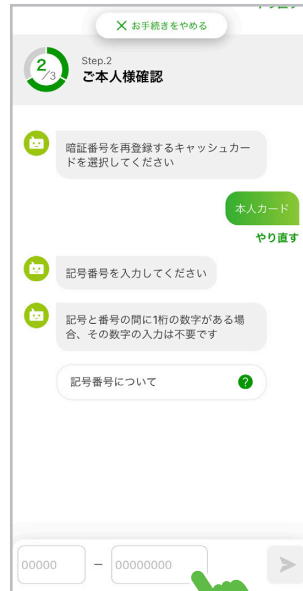 やり直す
× お手続きをやめる
2/3
Step.2
ご本人様確認
暗証番号を再登録するキャッシュカー
ドを選択してください
本人カード
やり直す
記号番号を入力してください
記号と番号の間に1桁の数字がある場
合、その数字の入力は不要です
記号番号について ?
00000 - 00000000